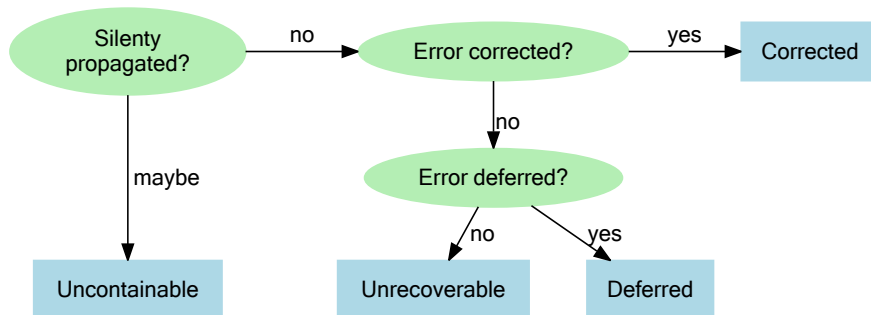 Silenty
propagated?
no
Error corrected?
yes
Corrected
no
maybe
Error deferred?
no
yes
Uncontainable
Unrecoverable
Deferred